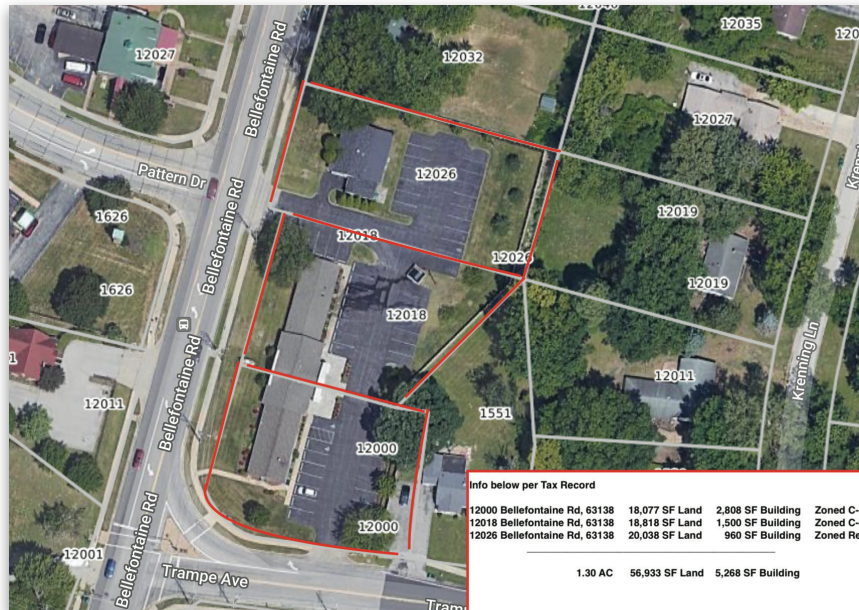 12040
12035
12027
12032
Bellefontaine Rd
12027
Pattern Dr
12026
Bellefontaine Rd
1626
12019
12018
12026
1626
12019
12018
12011
Bellefontaine Rd
12011
1551
Krenning Ln
12000
Bellefontaine Rd
12000
12001
Trampe Ave
Info below per Tax Record
12000 Bellefontaine Rd, 63138 18,077 SF Land 2,808 SF Building Zoned C-
12018 Bellefontaine Rd, 63138 18,818 SF Land 1,500 SF Building Zoned C-
12026 Bellefontaine Rd, 63138 20,038 SF Land 960 SF Building Zoned Re
1.30 AC 56,933 SF Land 5,268 SF Building